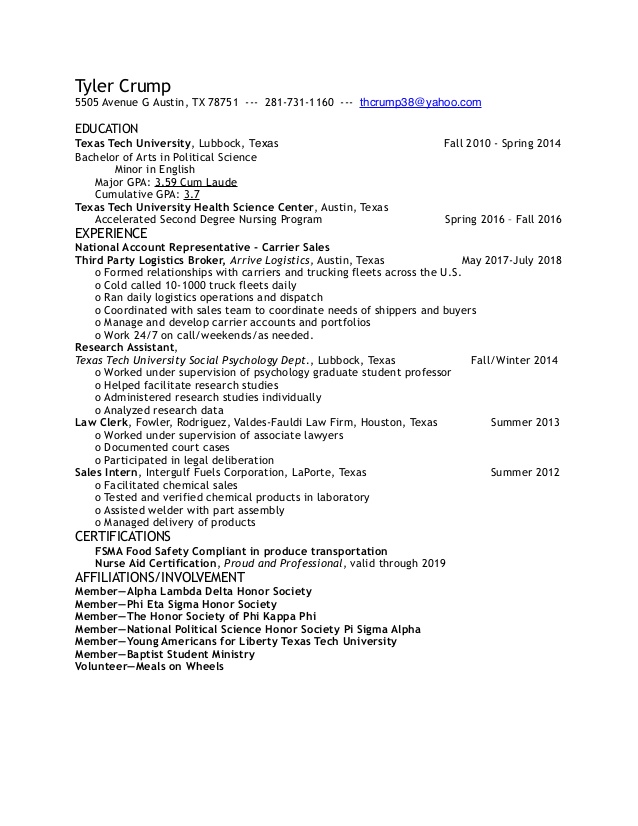 Tyler Crump
5505 Avenue G Austin, TX 78751 --- 281-731-1160 --- thcrump38@yahoo.com
EDUCATION
Texas Tech University, Lubbock, Texas Fall 2010 - Spring 2014
Bachelor of Arts in Political Science
Minor in English
Major GPA: 3.59 Cum Laude
Cumulative GPA: 3.7
Texas Tech University Health Science Center, Austin, Texas
Accelerated Second Degree Nursing Program Spring 2016 – Fall 2016
EXPERIENCE
National Account Representative - Carrier Sales
Third Party Logistics Broker, Arrive Logistics, Austin, Texas May 2017-July 2018
o Formed relationships with carriers and trucking fleets across the U.S.
o Cold called 10-1000 truck fleets daily
o Ran daily logistics operations and dispatch
o Coordinated with sales team to coordinate needs of shippers and buyers
o Manage and develop carrier accounts and portfolios
o Work 24/7 on call/weekends/as needed.
Research Assistant,
Texas Tech University Social Psychology Dept., Lubbock, Texas Fall/Winter 2014
o Worked under supervision of psychology graduate student professor
o Helped facilitate research studies
o Administered research studies individually
o Analyzed research data
Law Clerk, Fowler, Rodriguez, Valdes-Fauldi Law Firm, Houston, Texas Summer 2013
o Worked under supervision of associate lawyers
o Documented court cases
o Participated in legal deliberation
Sales Intern, Intergulf Fuels Corporation, LaPorte, Texas Summer 2012
o Facilitated chemical sales
o Tested and verified chemical products in laboratory
o Assisted welder with part assembly
o Managed delivery of products
CERTIFICATIONS
FSMA Food Safety Compliant in produce transportation
Nurse Aid Certification, Proud and Professional, valid through 2019
AFFILIATIONS/INVOLVEMENT
Member—Alpha Lambda Delta Honor Society
Member—Phi Eta Sigma Honor Society
Member—The Honor Society of Phi Kappa Phi
Member—National Political Science Honor Society Pi Sigma Alpha
Member—Young Americans for Liberty Texas Tech University
Member—Baptist Student Ministry
Volunteer—Meals on Wheels